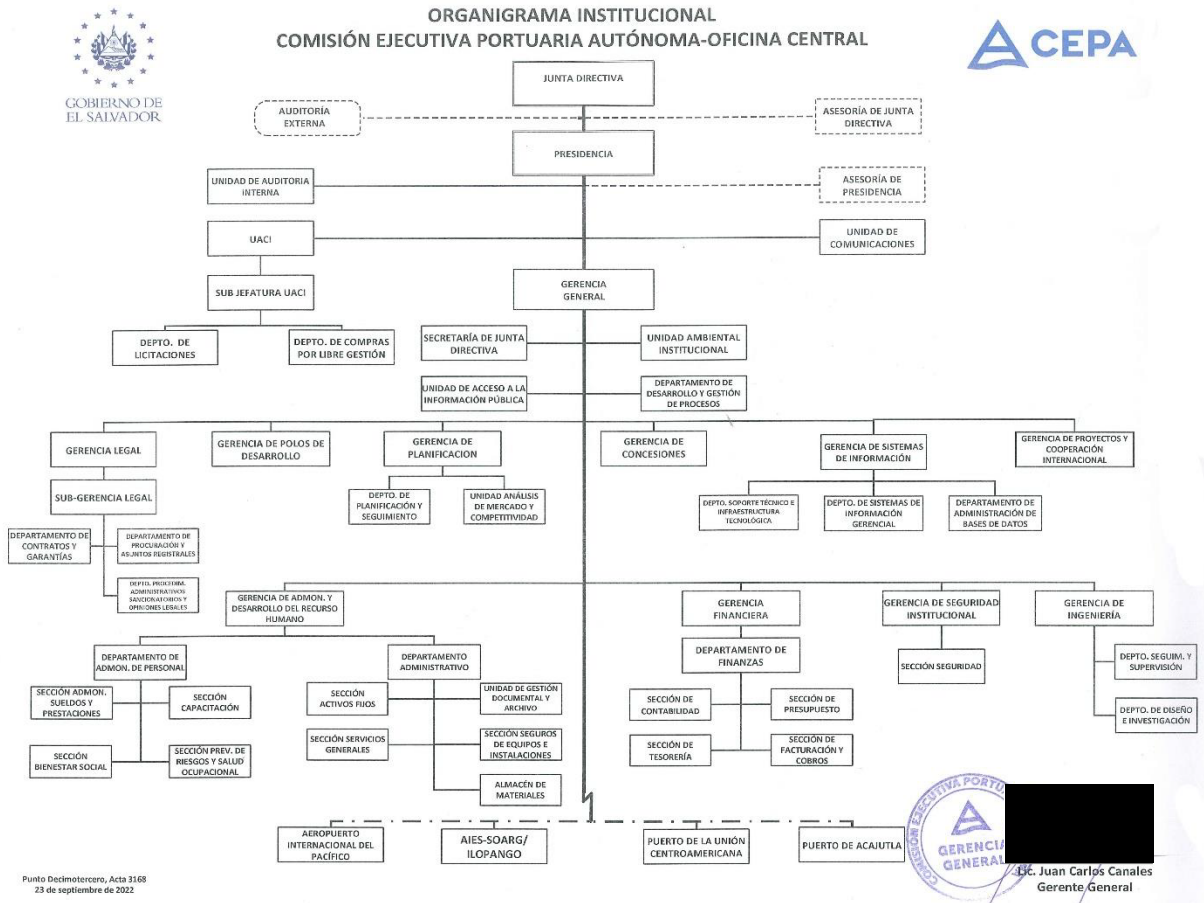 ORGANIGRAMA INSTITUCIONAL
COMISIÓN EJECUTIVA PORTUARIA AUTÓNOMA-OFICINA CENTRAL
GOBIERNO DE
EL SALVADOR
CEPA
JUNTA DIRECTIVA
AUDITORÍA
EXTERNA
ASESORÍA DE JUNTA
DIRECTIVA
PRESIDENCIA
UNIDAD DE AUDITORIA
INTERNA
ASESORÍA DE
PRESIDENCIA
UACI
UNIDAD DE
COMUNICACIONES
SUB JEFATURA UACI
GERENCIA
GENERAL
DEPTO. DE
LICITACIONES
DEPTO. DE COMPRAS
POR LIBRE GESTIÓN
SECRETARÍA DE JUNTA
DIRECTIVA
UNIDAD AMBIENTAL
INSTITUCIONAL
UNIDAD DE ACCESO A LA
INFORMACIÓN PÚBLICA
DEPARTAMENTO DE
DESARROLLO Y GESTIÓN
DE PROCESOS
GERENCIA LEGAL
GERENCIA DE POLOS DE
DESARROLLO
GERENCIA DE
PLANIFICACION
GERENCIA DE
CONCESIONES
GERENCIA DE SISTEMAS
DE INFORMACIÓN
GERENCIA DE PROYECTOS Y
COOPERACIÓN
INTERNACIONAL
SUB-GERENCIA LEGAL
DEPTO. DE
PLANIFICACIÓN Y
SEGUIMIENTO
UNIDAD ANÁLISIS
DE MERCADO Y
COMPETITIVIDAD
DEPTO. SOPORTE TÉCNICO E
INFRAESTRUCTURA
TECNOLÓGICA
DEPTO. DE SISTEMAS DE
INFORMACIÓN
GERENCIAL
DEPARTAMENTO DE
ADMINISTRACIÓN DE
BASES DE DATOS
DEPARTAMENTO DE
CONTRATOS Y
GARANTÍAS
DEPARTAMENTO DE
PROCURACIÓN Y
ASUNTOS REGISTRALES
DEPTO. PROCEDIM.
ADMINISTRATIVOS
SANCIONATORIOS Y
OPINIONES LEGALES
GERENCIA DE ADMON. Y
DESARROLLO DEL RECURSO
HUMANO
GERENCIA
FINANCIERA
GERENCIA DE SEGURIDAD
INSTITUCIONAL
GERENCIA DE
INGENIERÍA
DEPARTAMENTO DE
ADMON. DE PERSONAL
DEPARTAMENTO
ADMINISTRATIVO
DEPARTAMENTO DE
FINANZAS
SECCIÓN SEGURIDAD
DEPTO. SEGUIM. Y
SUPERVISIÓN
SECCIÓN ADMON.
SUELDOS Y
PRESTACIONES
SECCIÓN
CAPACITACIÓN
SECCIÓN
ACTIVOS FIJOS
UNIDAD DE GESTIÓN
DOCUMENTAL Y
ARCHIVO
SECCIÓN DE
CONTABILIDAD
SECCIÓN DE
PRESUPUESTO
DEPTO. DE DISEÑO
E INVESTIGACIÓN
SECCIÓN
BIENESTAR SOCIAL
SECCIÓN PREV. DE
RIESGOS Y SALUD
OCUPACIONAL
SECCIÓN SERVICIOS
GENERALES
SECCIÓN SEGUROS
DE EQUIPOS E
INSTALACIONES
SECCIÓN DE
TESORERÍA
SECCIÓN DE
FACTURACIÓN Y
COBROS
ALMACÉN DE
MATERIALES
AEROPUERTO
INTERNACIONAL DEL
PACÍFICO
AIES-SOARG/
ILOPANGO
PUERTO DE LA UNIÓN
CENTROAMERICANA
PUERTO DE ACAJUTLA
COMISIÓN EJECUTIVA PORTU
GERENCIA
GENERAL
Lic. Juan Carlos Canales
Gerente General
Punto Decimotercero, Acta 3168
23 de septiembre de 2022